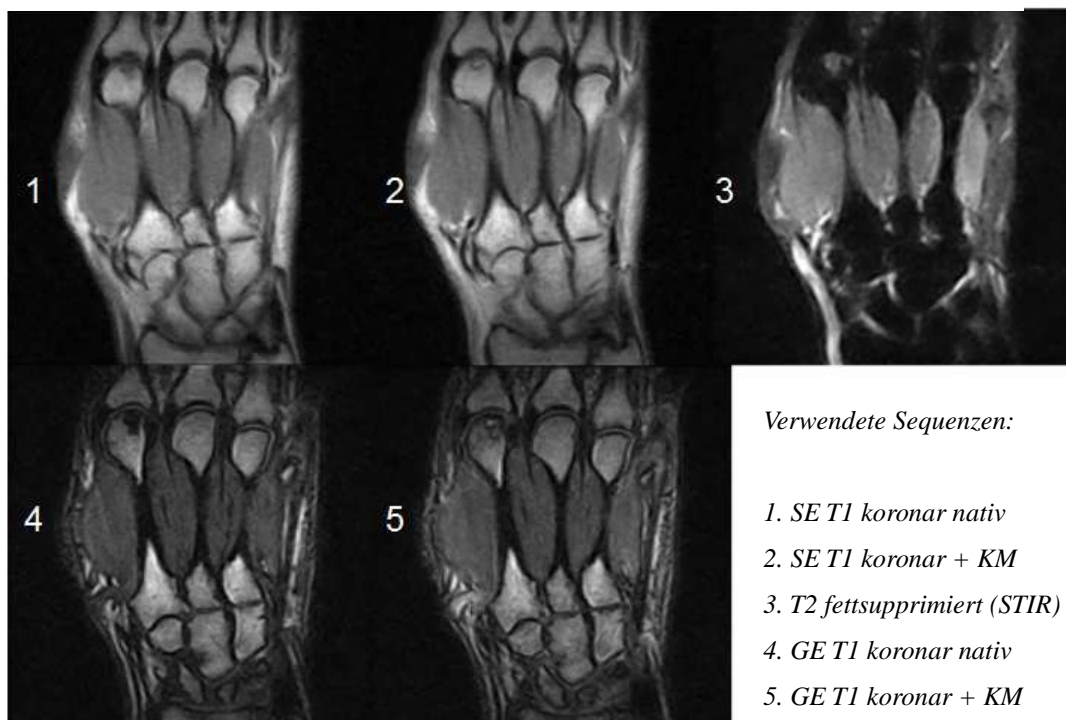 1
2
3
4
5
Verwendete Sequenzen:
1. SE T1 koronar nativ
2. SE T1 koronar + KM
3. T2 fettsupprimiert (STIR)
4. GE T1 koronar nativ
5. GE T1 koronar + KM